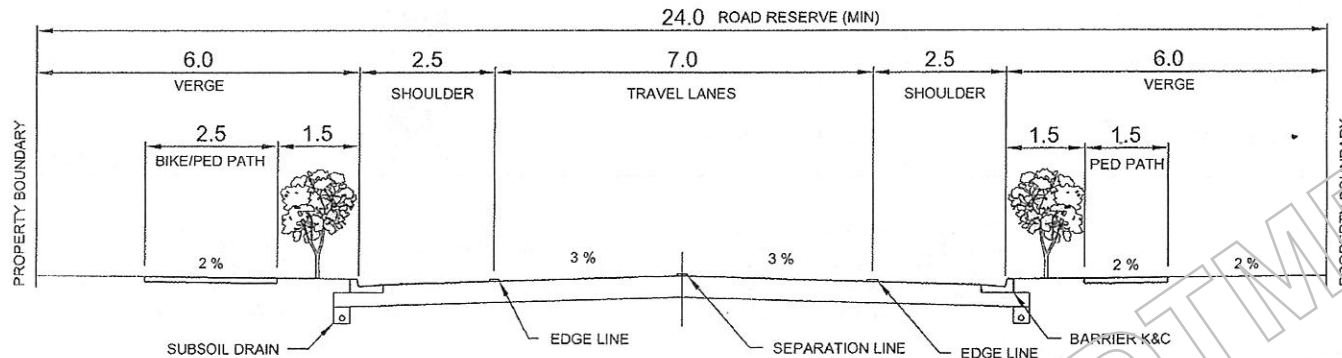 24.0 ROAD RESERVE (MIN)
6.0 2.5 7.0 2.5 6.0
VERGE SHOULDER TRAVEL LANES SHOULDER VERGE
2.5 1.5 1.5 1.5
BIKE/PED PATH PED PATH
PROPERTY BOUNDARY
2 % 3 % 3 % 2 % 2 %
SUBSOIL DRAIN EDGE LINE SEPARATION LINE EDGE LINE BARRIER K&C